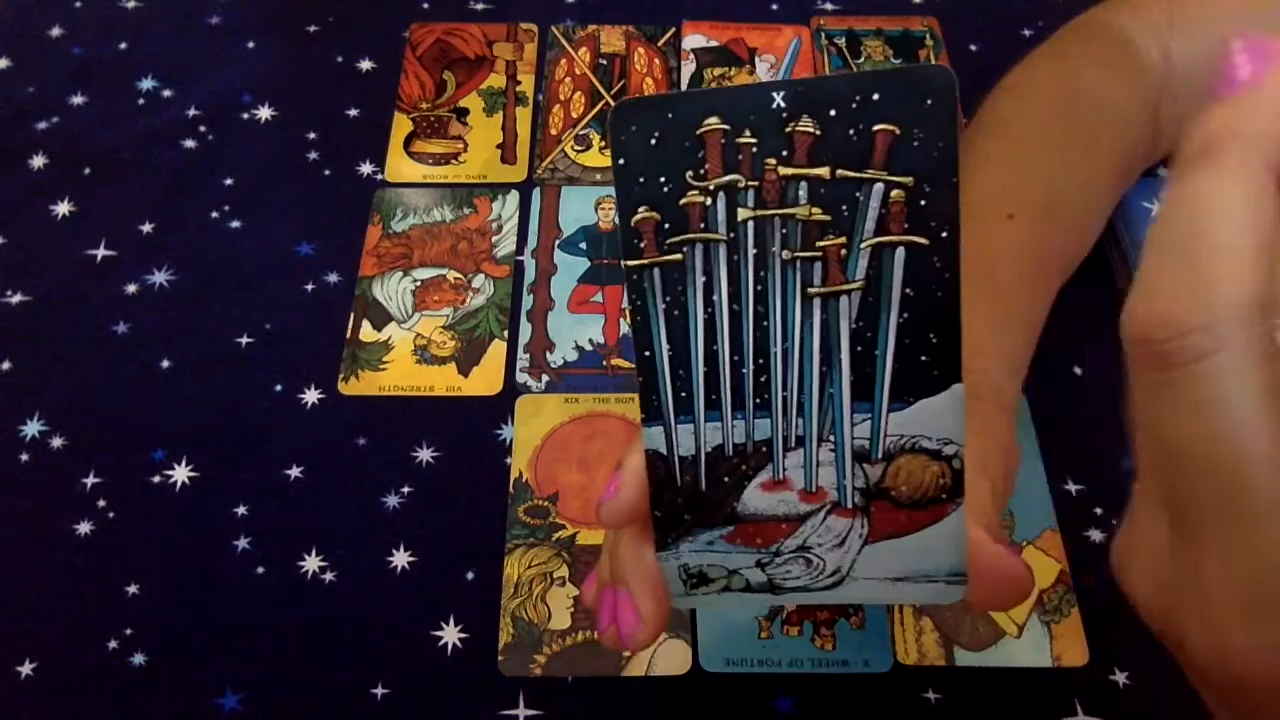 KING OF RODS
X
X
VIII - STRENGTH
XIX - THE SUN
X - WHEEL OF FORTUNE